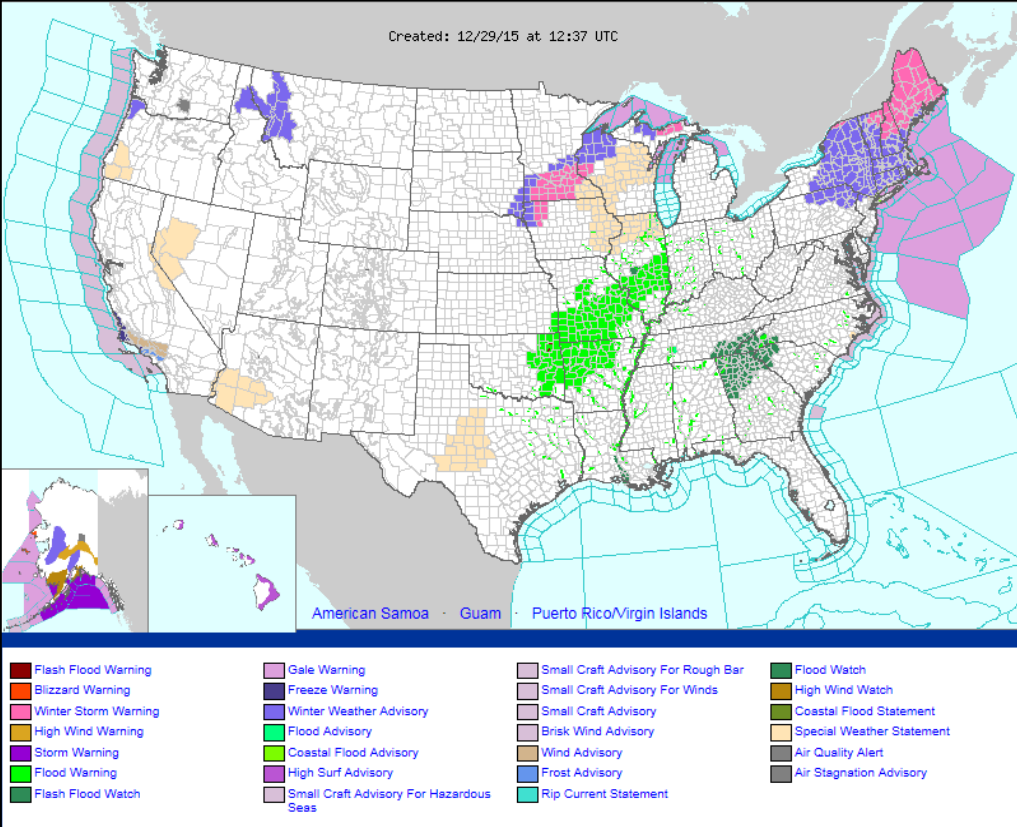 Created: 12/29/15 at 12:37 UTC
American Samoa · Guam · Puerto Rico/Virgin Islands
Flash Flood Warning
Blizzard Warning
Winter Storm Warning
High Wind Warning
Storm Warning
Flood Warning
Flash Flood Watch
Gale Warning
Freeze Warning
Winter Weather Advisory
Flood Advisory
Coastal Flood Advisory
High Surf Advisory
Small Craft Advisory For Hazardous
Seas
Small Craft Advisory For Rough Bar
Small Craft Advisory For Winds
Small Craft Advisory
Brisk Wind Advisory
Wind Advisory
Frost Advisory
Rip Current Statement
Flood Watch
High Wind Watch
Coastal Flood Statement
Special Weather Statement
Air Quality Alert
Air Stagnation Advisory